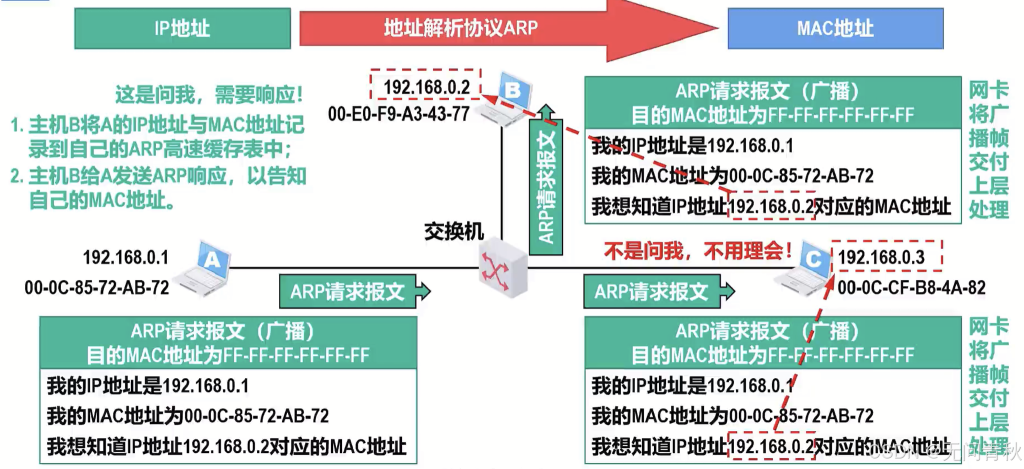 IP地址
地址解析协议ARP
MAC地址
这是问我，需要响应！
1. 主机B将A的IP地址与MAC地址记
录到自己的ARP高速缓存表中；
2. 主机B给A发送ARP响应，以告知
自己的MAC地址。
192.168.0.2
00-E0-F9-A3-43-77
B
ARP请求报文
ARP请求报文（广播）
目的MAC地址为FF-FF-FF-FF-FF-FF
我的IP地址是192.168.0.1
我的MAC地址为00-0C-85-72-AB-72
我想知道IP地址192.168.0.2对应的MAC地址
网卡
将广
播帧
交付
上层
处理
交换机
192.168.0.1
00-0C-85-72-AB-72
A
ARP请求报文
不是问我，不用理会！
C
192.168.0.3
00-0C-CF-B8-4A-82
ARP请求报文
ARP请求报文（广播）
目的MAC地址为FF-FF-FF-FF-FF-FF
我的IP地址是192.168.0.1
我的MAC地址为00-0C-85-72-AB-72
我想知道IP地址192.168.0.2对应的MAC地址
ARP请求报文（广播）
目的MAC地址为FF-FF-FF-FF-FF-FF
我的IP地址是192.168.0.1
我的MAC地址为00-0C-85-72-AB-72
我想知道IP地址192.168.0.2对应的MAC地址
网卡
将广
播帧
交付
上层
处理
CSDN @无问青秋